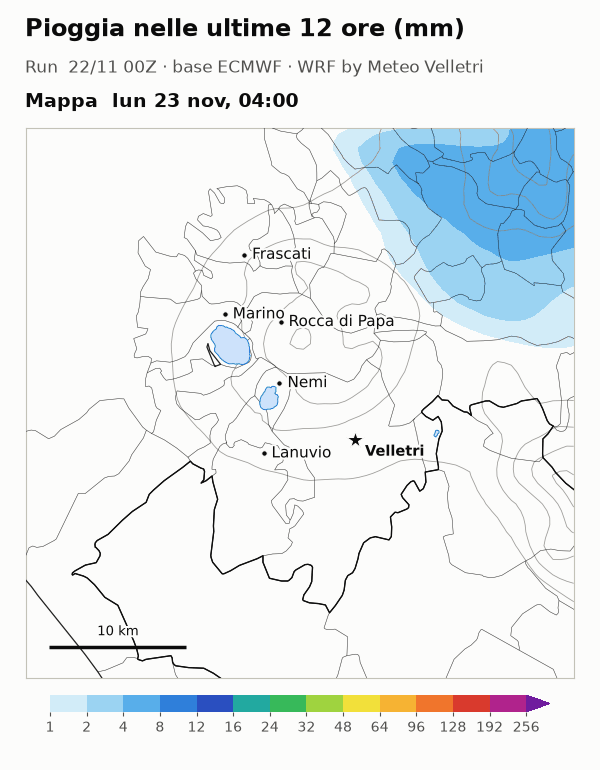 Pioggia nelle ultime 12 ore (mm)
Run  22/11 00Z · base ECMWF · WRF by Meteo Velletri
Mappa  lun 23 nov, 04:00
Frascati
Marino
Rocca di Papa
Nemi
Velletri
Lanuvio
10 km
1 2 4 8 12 16 24 32 48 64 96 128 192 256